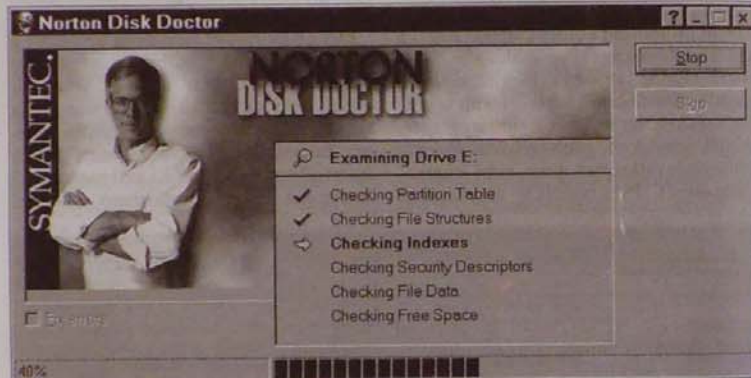 Norton Disk Doctor
SYMANTEC.
NORTON
DISK DOCTOR
Stop
Skip
Examining Drive E:
Checking Partition Table
Checking File Structures
Checking Indexes
Checking Security Descriptors
Checking File Data
Checking Free Space
40%